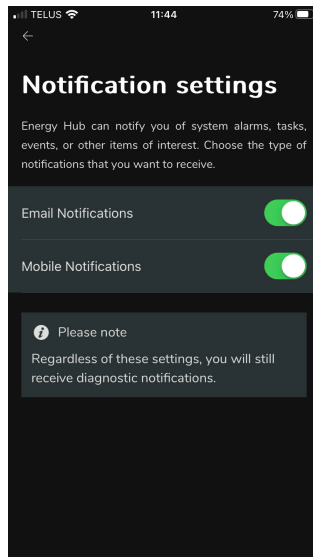 TELUS 11:44 74%
Notification settings
Energy Hub can notify you of system alarms, tasks,
events, or other items of interest. Choose the type of
notifications that you want to receive.
Email Notifications
Mobile Notifications
Please note
Regardless of these settings, you will still
receive diagnostic notifications.